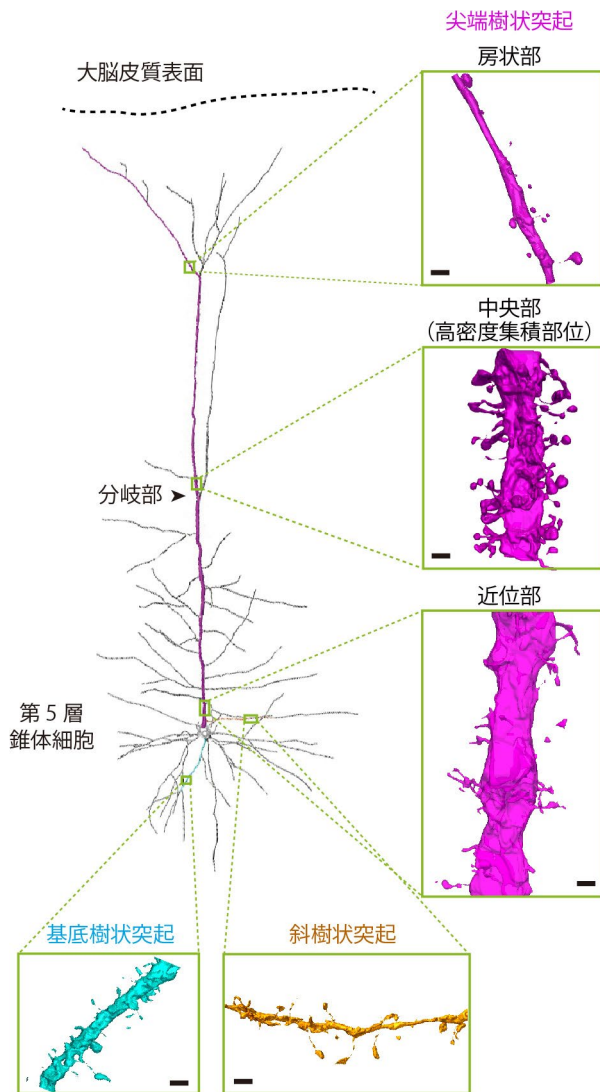 尖端樹状突起
房状部
大脳皮質表面
中央部
（高密度集積部位）
分岐部
近位部
第5層
錐体細胞
基底樹状突起
斜樹状突起